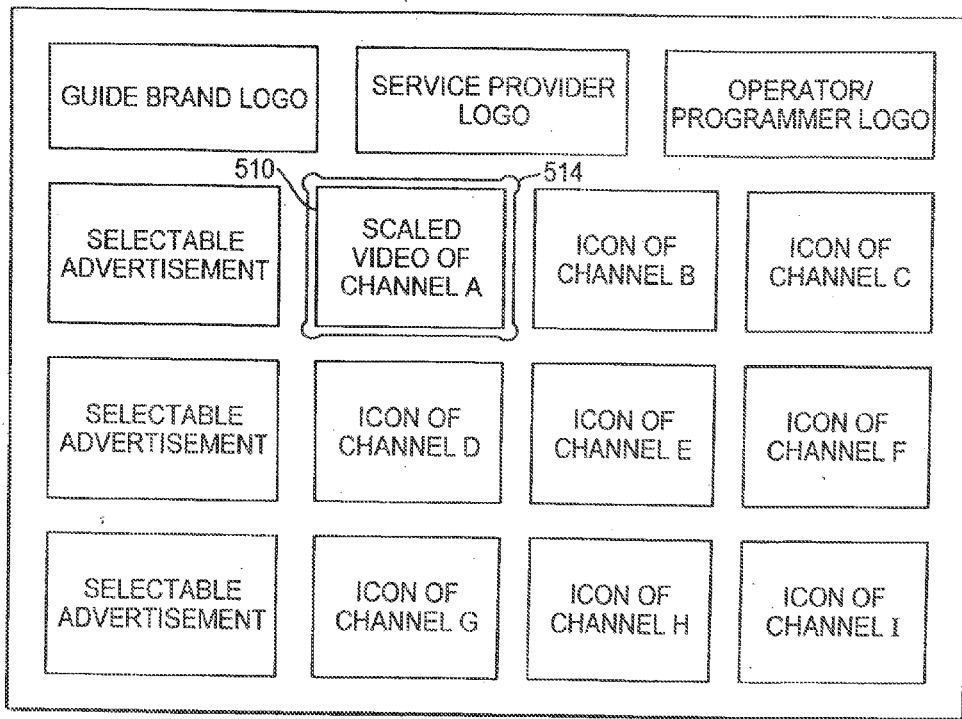 GUIDE BRAND LOGO
SERVICE PROVIDER
LOGO
OPERATOR/
PROGRAMMER LOGO
510
514
SELECTABLE
ADVERTISEMENT
SCALED
VIDEO OF
CHANNEL A
ICON OF
CHANNEL B
ICON OF
CHANNEL C
SELECTABLE
ADVERTISEMENT
ICON OF
CHANNEL D
ICON OF
CHANNEL E
ICON OF
CHANNEL F
SELECTABLE
ADVERTISEMENT
ICON OF
CHANNEL G
ICON OF
CHANNEL H
ICON OF
CHANNEL I